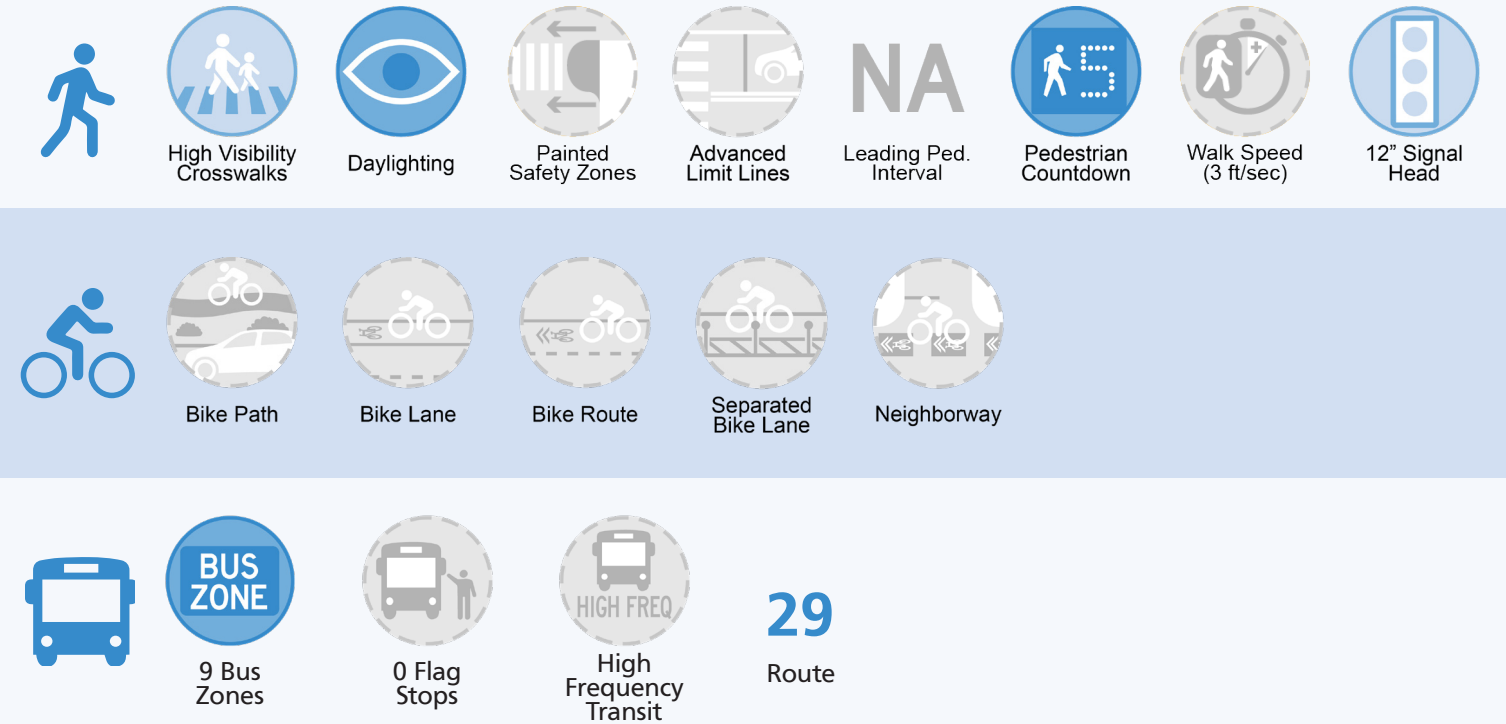 NA
5
High Visibility
Crosswalks
Daylighting
Painted
Safety Zones
Advanced
Limit Lines
Leading Ped.
Interval
Pedestrian
Countdown
Walk Speed
(3 ft/sec)
12” Signal
Head
Bike Path
Bike Lane
Bike Route
Separated
Bike Lane
Neighborway
BUS
ZONE
HIGH FREQ
29
9 Bus
Zones
0 Flag
Stops
High
Frequency
Transit
Route